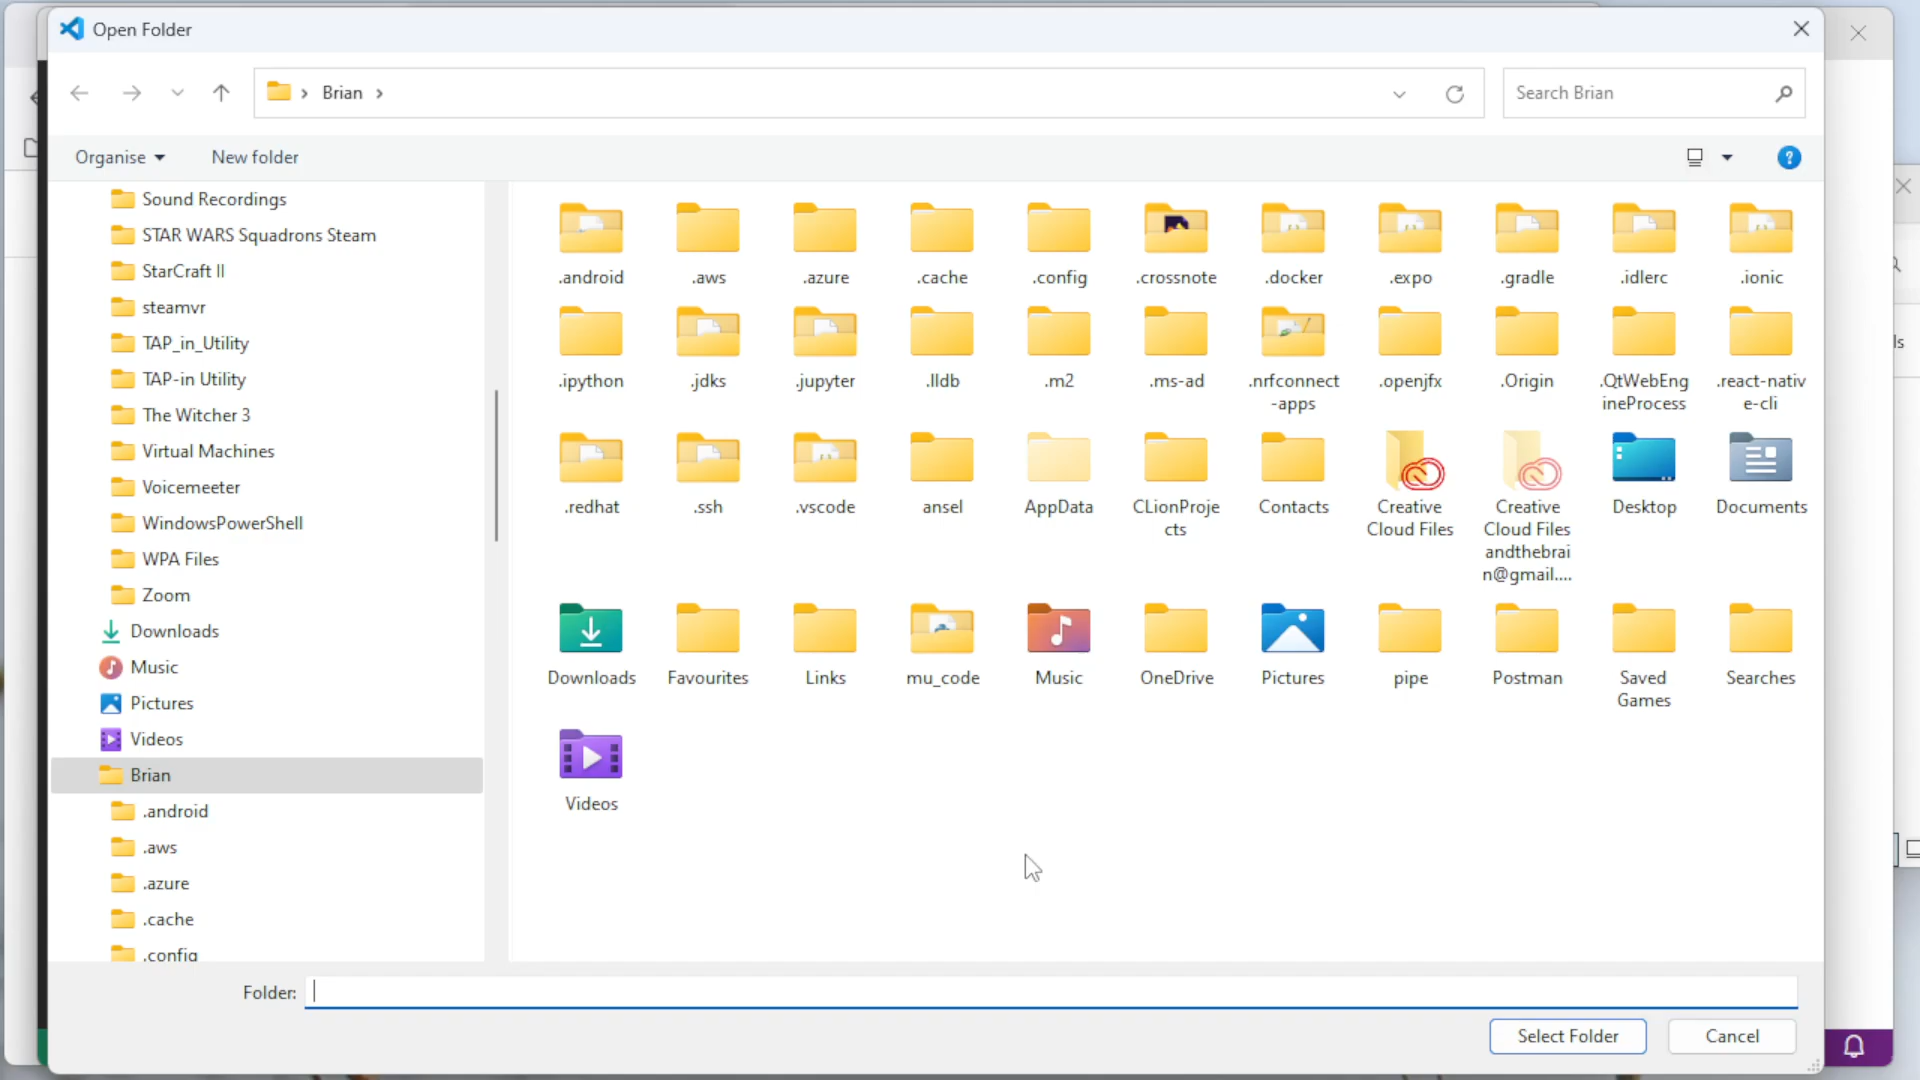 Open Folder
Brian
Search Brian
Organise
New folder
Sound Recordings
STAR WARS Squadrons Steam
StarCraft II
steamvr
TAP_in_Utility
TAP-in Utility
The Witcher 3
Virtual Machines
Voicemeeter
WindowsPowerShell
WPA Files
Zoom
Downloads
Music
Pictures
Videos
Brian
.android
.aws
.azure
.cache
.config
.android .aws .azure .cache .config .crossnote .docker .expo .gradle .idlerc .ionic
.ipython .jdks .jupyter .lldb .m2 .ms-ad .nrfconnect .openjfx .Origin .QtWebEng .react-nativ
-apps ineProcess e-cli
.redhat .ssh .vscode ansel AppData CLionProje Contacts Creative Creative Desktop Documents
cts Cloud Files Cloud Files
andthebrai
n@gmail....
Downloads Favourites Links mu_code Music OneDrive Pictures pipe Postman Saved Searches
Games
Videos
Folder:
Select Folder
Cancel
ls